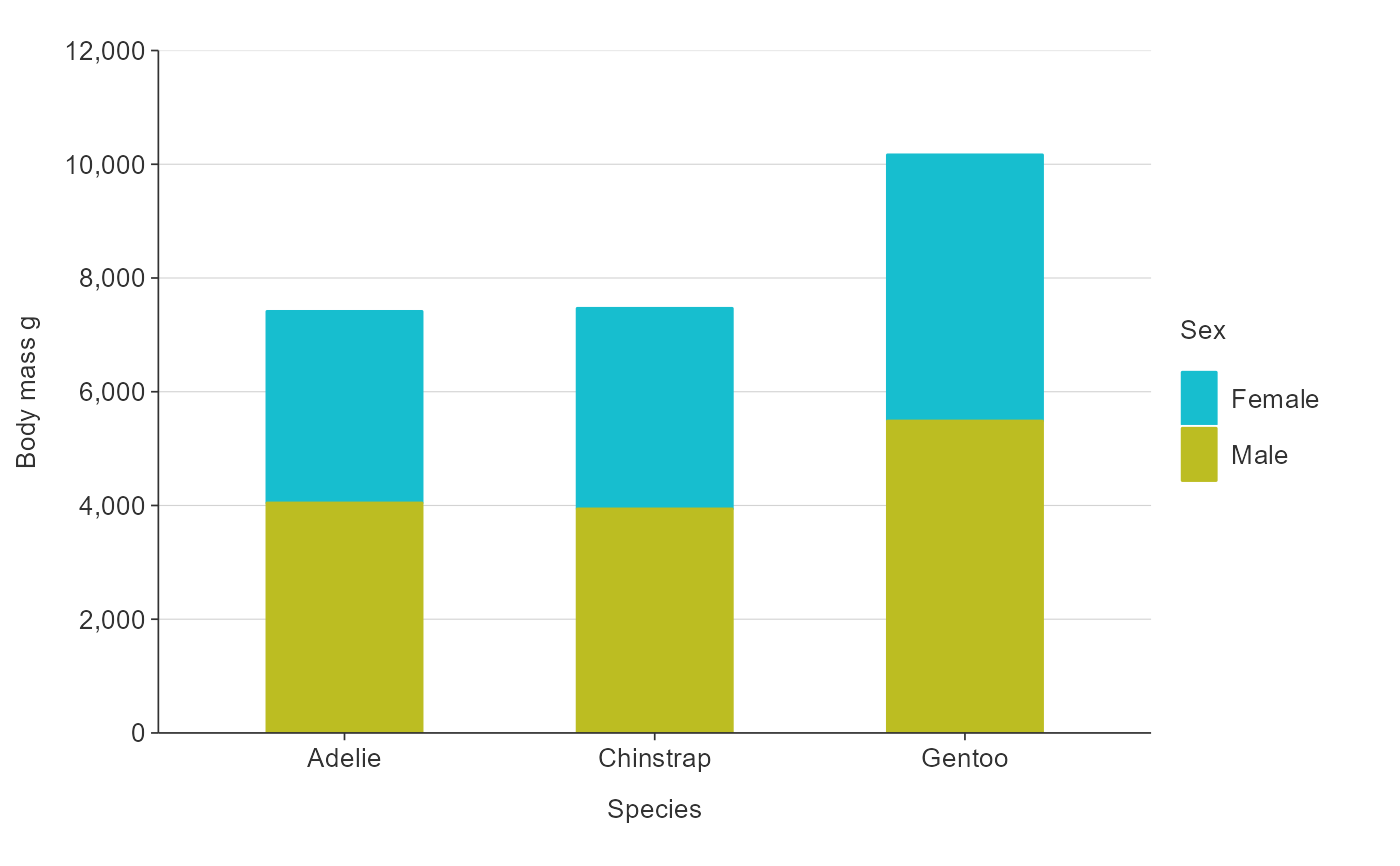 12,000
10,000
8,000
6,000
4,000
2,000
0
Body mass g
Adelie
Chinstrap
Gentoo
Species
Sex
Female
Male